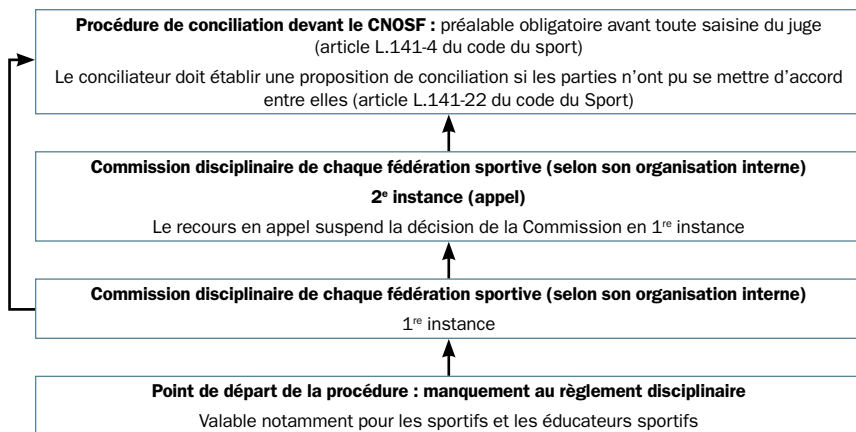 Procédure de conciliation devant le CNOSF : préalable obligatoire avant toute saisine du juge
(article L.141-4 du code du sport)
Le conciliateur doit établir une proposition de conciliation si les parties n'ont pu se mettre d'accord
entre elles (article L.141-22 du code du Sport)
Commission disciplinaire de chaque fédération sportive (selon son organisation interne)
2e instance (appel)
Le recours en appel suspend la décision de la Commission en 1re instance
Commission disciplinaire de chaque fédération sportive (selon son organisation interne)
1re instance
Point de départ de la procédure : manquement au règlement disciplinaire
Valable notamment pour les sportifs et les éducateurs sportifs